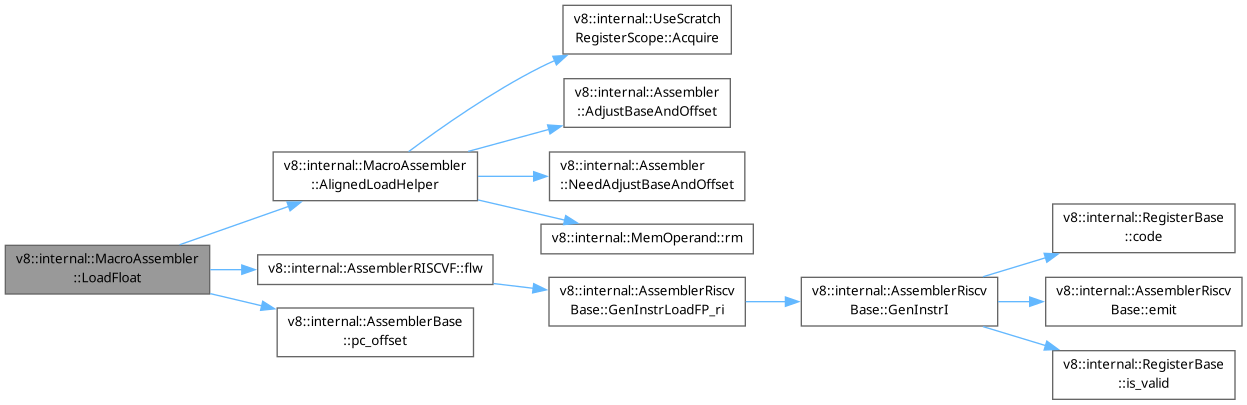 v8::internal::MacroAssembler
::LoadFloat
v8::internal::MacroAssembler
::AlignedLoadHelper
v8::internal::UseScratch
RegisterScope::Acquire
v8::internal::Assembler
::AdjustBaseAndOffset
v8::internal::Assembler
::NeedAdjustBaseAndOffset
v8::internal::MemOperand::rm
v8::internal::AssemblerRISCVF::flw
v8::internal::AssemblerRiscv
Base::GenInstrLoadFP_ri
v8::internal::AssemblerRiscv
Base::GenInstrI
v8::internal::RegisterBase
::code
v8::internal::AssemblerRiscv
Base::emit
v8::internal::RegisterBase
::is_valid
v8::internal::AssemblerBase
::pc_offset